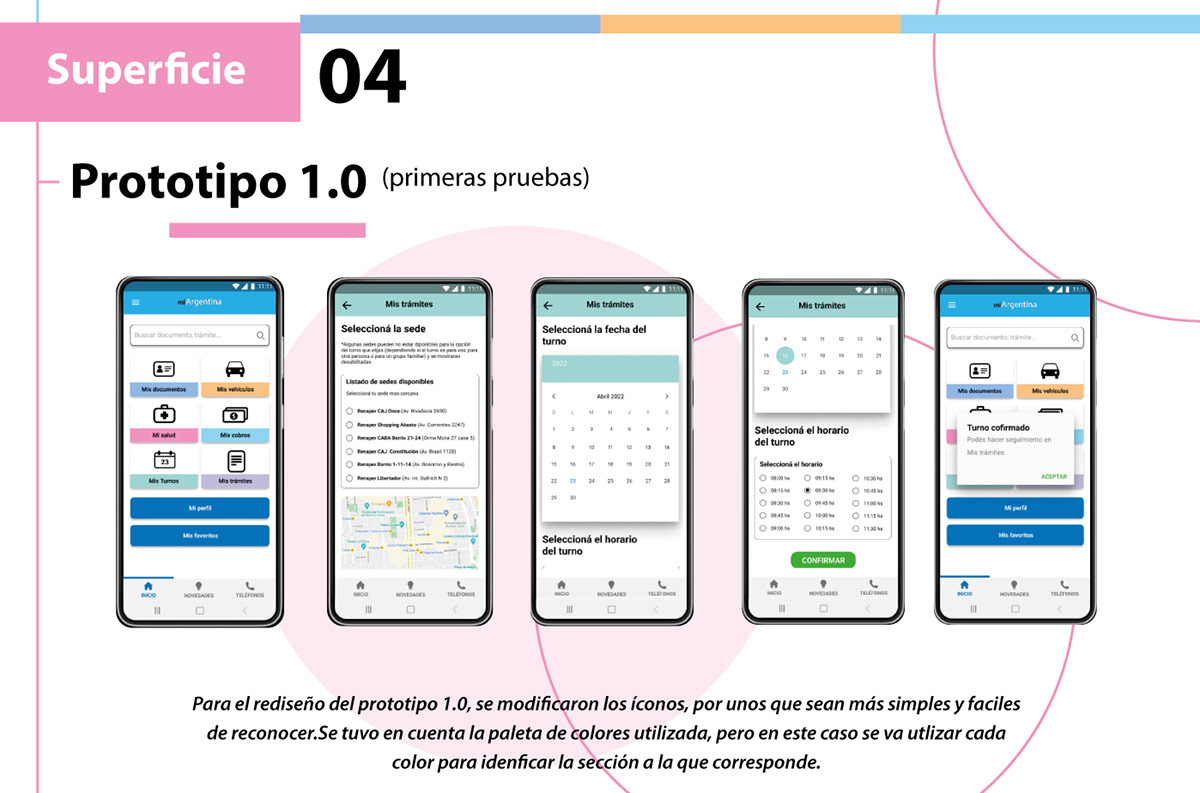 Superficie
04
Prototipo 1.0 (primeras pruebas)
11:11
miArgentina
Buscar documento, trámite...
Mis documentos
Mis vehículos
Mi salud
Mis cobros
23
Mis Turnos
Mis trámites
Mi perfil
Mis favoritos
INICIO
NOVEDADES
TELÉFONOS
11:11
Mis trámites
Seleccioná la sede
*Algunas sedes pueden no estar diponibles para la opción
del turno que elijas (dependiendo si el turno es para vos, para
otra persona o para un grupo familiar) y se mostraran
desabilitadas.
Listado de sedes disponibles
Seleccioná tu sede mas cercana
Renaper CAJ Once (Av. Rivadavia 2690)
Renaper Shopping Abasto (Av. Corrientes 3247)
Renaper CABA Barrio 21-24 (Orma Mzna 27 casa 5)
Renaper CAJ Constitución (Av. Brasil 1128)
Renaper Barrio 1-11-14 (Av. Bonorino y Rientra)
Renaper Libertador (Av. Int. Bullrich N 2)
INICIO
NOVEDADES
TELÉFONOS
11:11
Mis trámites
Seleccioná la fecha del
turno
2022
Abril 2022
D L M M J V S
1 2 3 4 5 6 7
8 9 10 11 12 13 14
15 16 17 18 19 20 21
22 23 24 25 26 27 28
29 30
Seleccioná el horario
del turno
INICIO
NOVEDADES
TELÉFONOS
11:11
Mis trámites
8 9 10 11 12 13 14
15 16 17 18 19 20 21
22 23 24 25 26 27 28
29 30
Seleccioná el horario
del turno
Seleccioná el horario
08:00 hs 09:15 hs 10:30 hs
08:15 hs 09:30 hs 10:45 hs
08:30 hs 09:45 hs 11:00 hs
08:45 hs 10:00 hs 11:15 hs
09:00 hs 10:15 hs 11:30 hs
CONFIRMAR
INICIO
NOVEDADES
TELÉFONOS
11:11
miArgentina
Buscar documento, trámite...
Mis documentos
Mis vehículos
Turno cofirmado
Podés hacer seguimiento en
Mis trámites
ACEPTAR
Mi perfil
Mis favoritos
INICIO
NOVEDADES
TELÉFONOS
Para el rediseño del prototipo 1.0, se modificaron los íconos, por unos que sean más simples y faciles
de reconocer.Se tuvo en cuenta la paleta de colores utilizada, pero en este caso se va utlizar cada
color para idenficar la sección a la que corresponde.